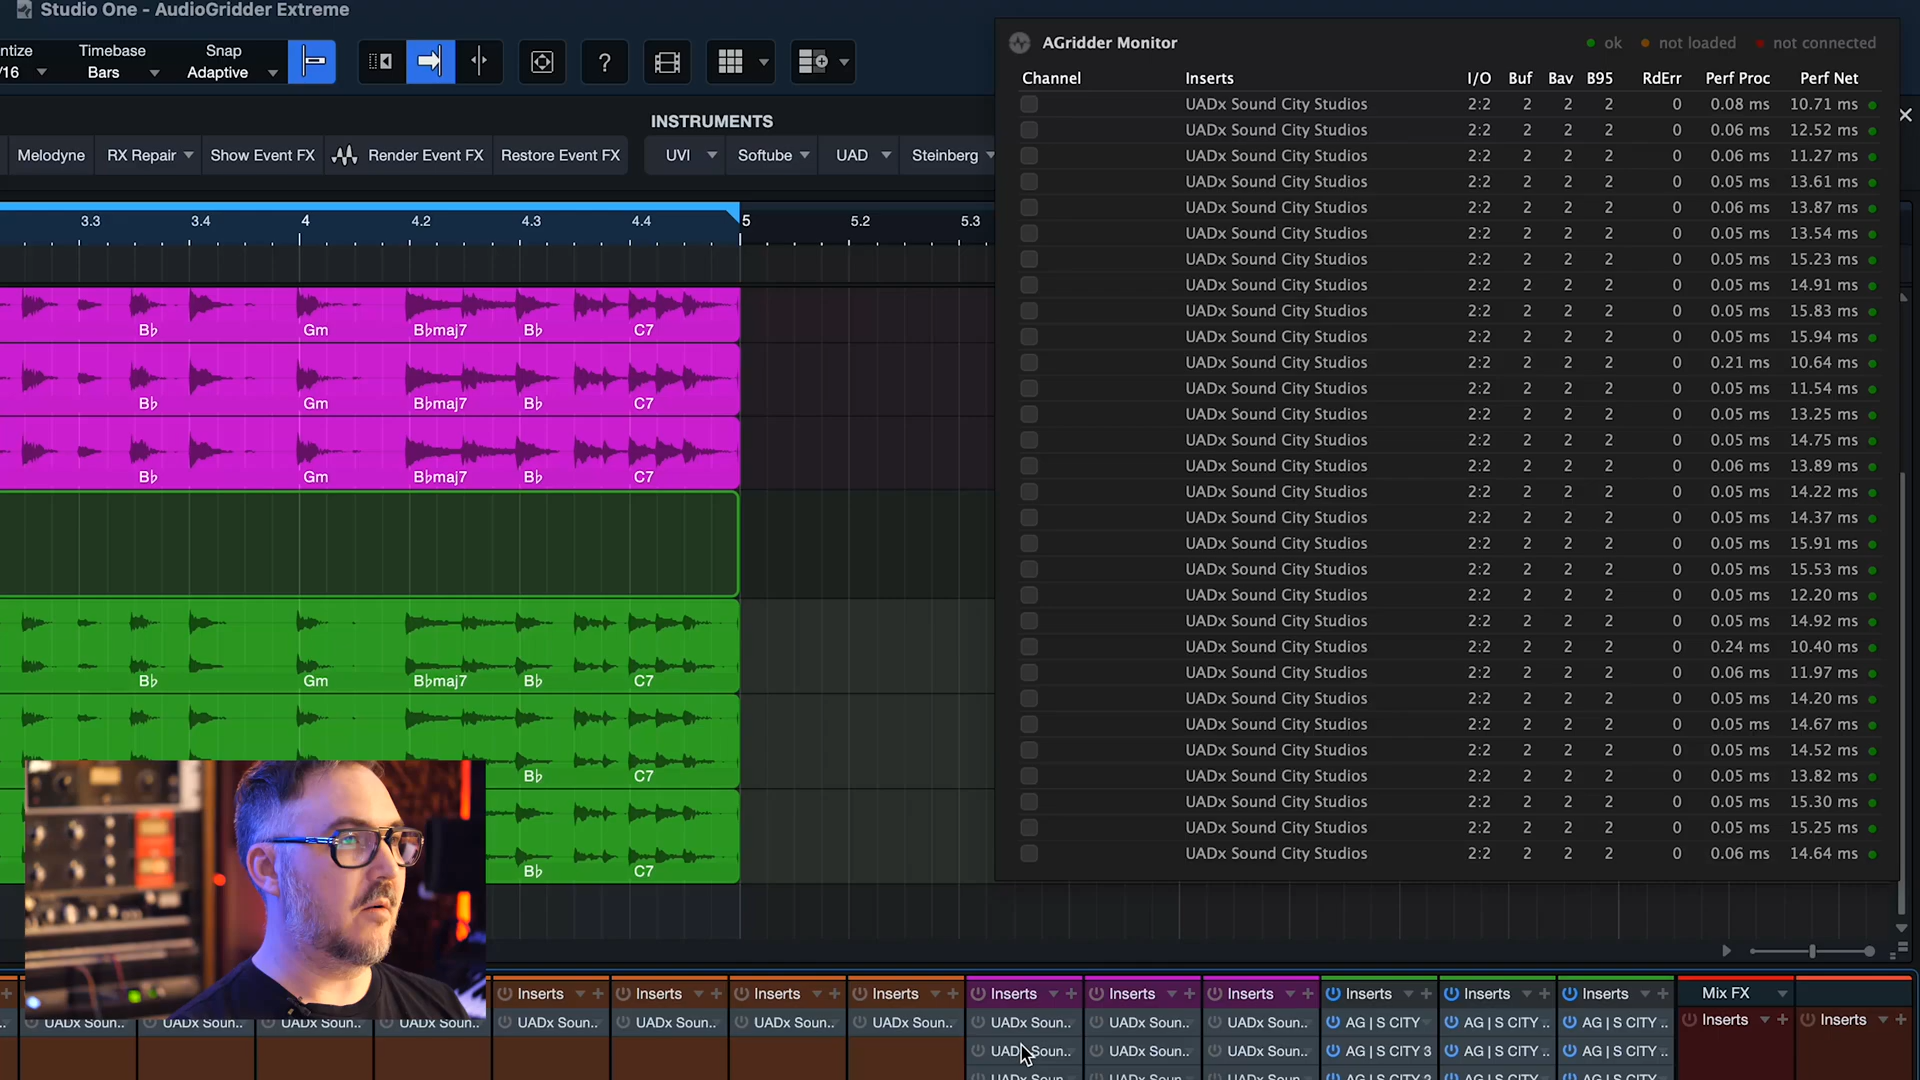 Studio One - AudioGridder Extreme
ntize Timebase Snap
/16 Bars Adaptive
?
INSTRUMENTS
Melodyne RX Repair Show Event FX Render Event FX Restore Event FX UVI Softube UAD Steinberg
3.3 3.4 4 4.2 4.3 4.4 5 5.2 5.3
B♭ Gm B♭maj7 B♭ C7
B♭ Gm B♭maj7 B♭ C7
B♭ Gm B♭maj7 B♭ C7
B♭ Gm B♭maj7 B♭ C7
B♭ C7
B♭ C7
AGridder Monitor ok not loaded not connected
Channel Inserts I/O Buf Bav B95 RdErr Perf Proc Perf Net
UADx Sound City Studios 2:2 2 2 2 0 0.08 ms 10.71 ms
UADx Sound City Studios 2:2 2 2 2 0 0.06 ms 12.52 ms
UADx Sound City Studios 2:2 2 2 2 0 0.06 ms 11.27 ms
UADx Sound City Studios 2:2 2 2 2 0 0.05 ms 13.61 ms
UADx Sound City Studios 2:2 2 2 2 0 0.06 ms 13.87 ms
UADx Sound City Studios 2:2 2 2 2 0 0.05 ms 13.54 ms
UADx Sound City Studios 2:2 2 2 2 0 0.05 ms 15.23 ms
UADx Sound City Studios 2:2 2 2 2 0 0.05 ms 14.91 ms
UADx Sound City Studios 2:2 2 2 2 0 0.05 ms 15.83 ms
UADx Sound City Studios 2:2 2 2 2 0 0.05 ms 15.94 ms
UADx Sound City Studios 2:2 2 2 2 0 0.21 ms 10.64 ms
UADx Sound City Studios 2:2 2 2 2 0 0.05 ms 11.54 ms
UADx Sound City Studios 2:2 2 2 2 0 0.05 ms 13.25 ms
UADx Sound City Studios 2:2 2 2 2 0 0.05 ms 14.75 ms
UADx Sound City Studios 2:2 2 2 2 0 0.06 ms 13.89 ms
UADx Sound City Studios 2:2 2 2 2 0 0.05 ms 14.22 ms
UADx Sound City Studios 2:2 2 2 2 0 0.05 ms 14.37 ms
UADx Sound City Studios 2:2 2 2 2 0 0.05 ms 15.91 ms
UADx Sound City Studios 2:2 2 2 2 0 0.05 ms 15.53 ms
UADx Sound City Studios 2:2 2 2 2 0 0.05 ms 12.20 ms
UADx Sound City Studios 2:2 2 2 2 0 0.05 ms 14.92 ms
UADx Sound City Studios 2:2 2 2 2 0 0.24 ms 10.40 ms
UADx Sound City Studios 2:2 2 2 2 0 0.06 ms 11.97 ms
UADx Sound City Studios 2:2 2 2 2 0 0.05 ms 14.20 ms
UADx Sound City Studios 2:2 2 2 2 0 0.05 ms 14.67 ms
UADx Sound City Studios 2:2 2 2 2 0 0.05 ms 14.52 ms
UADx Sound City Studios 2:2 2 2 2 0 0.05 ms 13.82 ms
UADx Sound City Studios 2:2 2 2 2 0 0.05 ms 15.30 ms
UADx Sound City Studios 2:2 2 2 2 0 0.05 ms 15.25 ms
UADx Sound City Studios 2:2 2 2 2 0 0.06 ms 14.64 ms
Inserts Inserts Inserts Inserts Inserts Inserts Inserts Inserts Inserts Inserts Mix FX
Inserts Inserts
UADx Soun.. UADx Soun.. UADx Soun.. UADx Soun.. UADx Soun.. UADx Soun.. UADx Soun.. UADx Soun.. UADx Soun.. UADx Soun.. UADx Soun.. AG | S CITY AG | S CITY .. AG | S CITY ..
UADx Soun.. UADx Soun.. UADx Soun.. AG | S CITY 3 AG | S CITY .. AG | S CITY ..